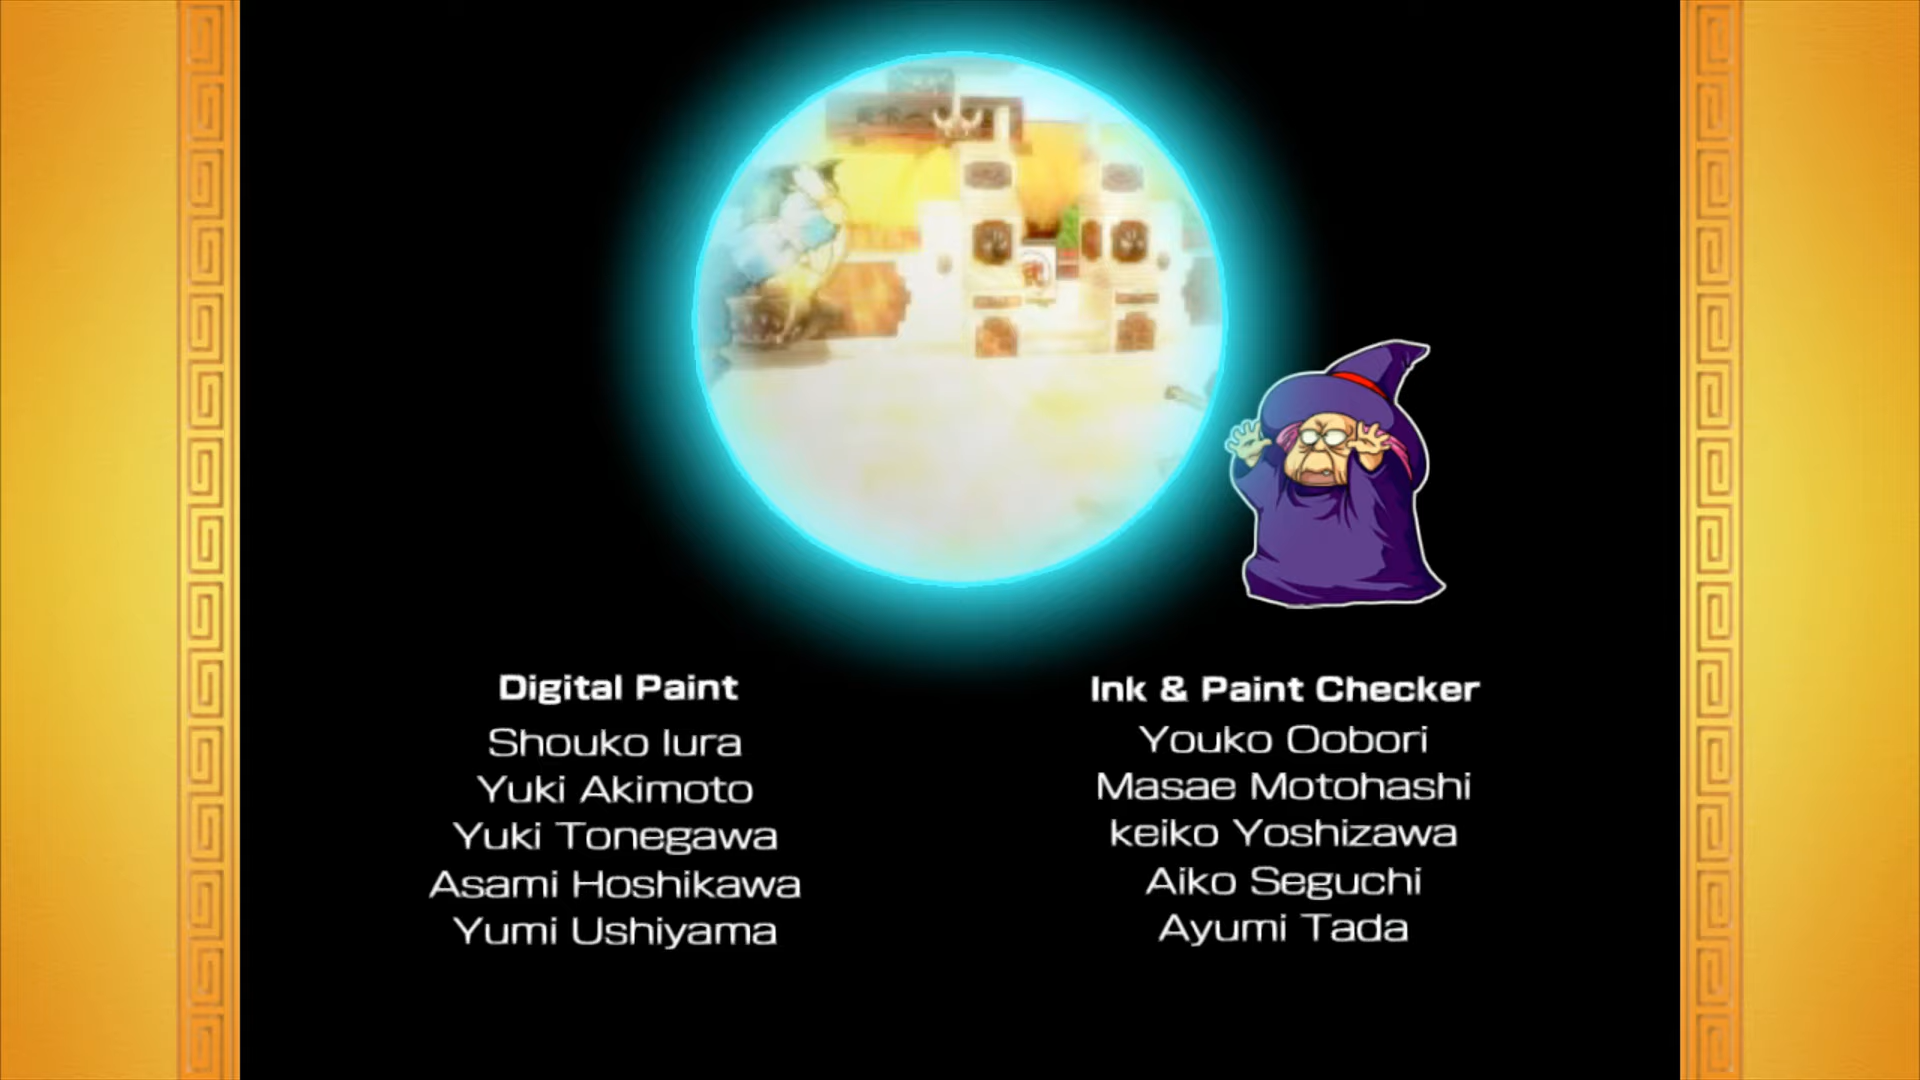 Digital Paint
Shouko Iura
Yuki Akimoto
Yuki Tonegawa
Asami Hoshikawa
Yumi Ushiyama
Ink & Paint Checker
Youko Oobori
Masae Motohashi
keiko Yoshizawa
Aiko Seguchi
Ayumi Tada